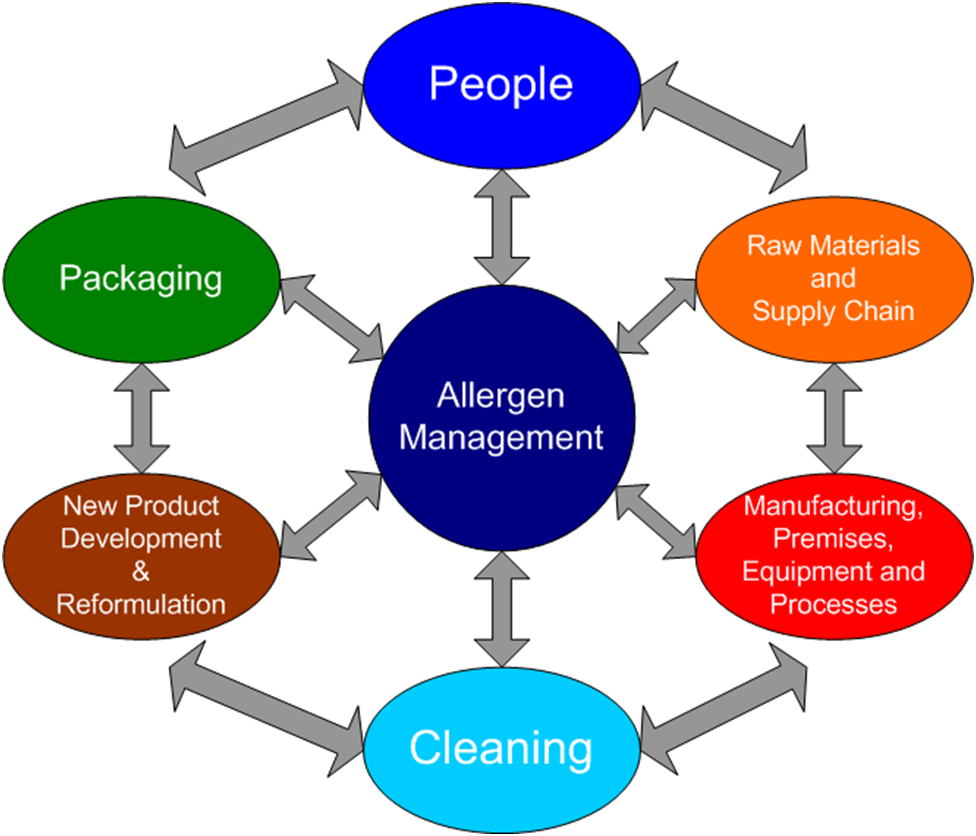 People
Packaging
Raw Materials
and
Supply Chain
Allergen
Management
New Product
Development
&
Reformulation
Manufacturing,
Premises,
Equipment and
Processes
Cleaning